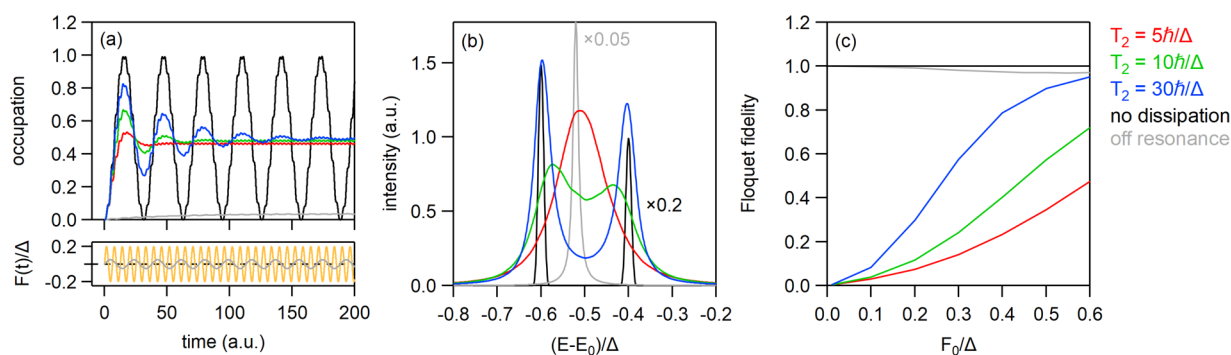 (a)
occupation
1.2
1.0
0.8
0.6
0.4
0.2
0.0
F(t)/Δ
0.2
-0.2
0 50 100 150 200
time (a.u.)
(b)
×0.05
×0.2
intensity (a.u.)
1.5
1.0
0.5
0.0
-0.8 -0.6 -0.5 -0.4 -0.3 -0.2
(E-E₀)/Δ
(c)
Floquet fidelity
1.2
1.0
0.8
0.6
0.4
0.2
0.0
0.0 0.1 0.2 0.3 0.4 0.5 0.6
F₀/Δ
T₂ = 5ℏ/Δ
T₂ = 10ℏ/Δ
T₂ = 30ℏ/Δ
no dissipation
off resonance